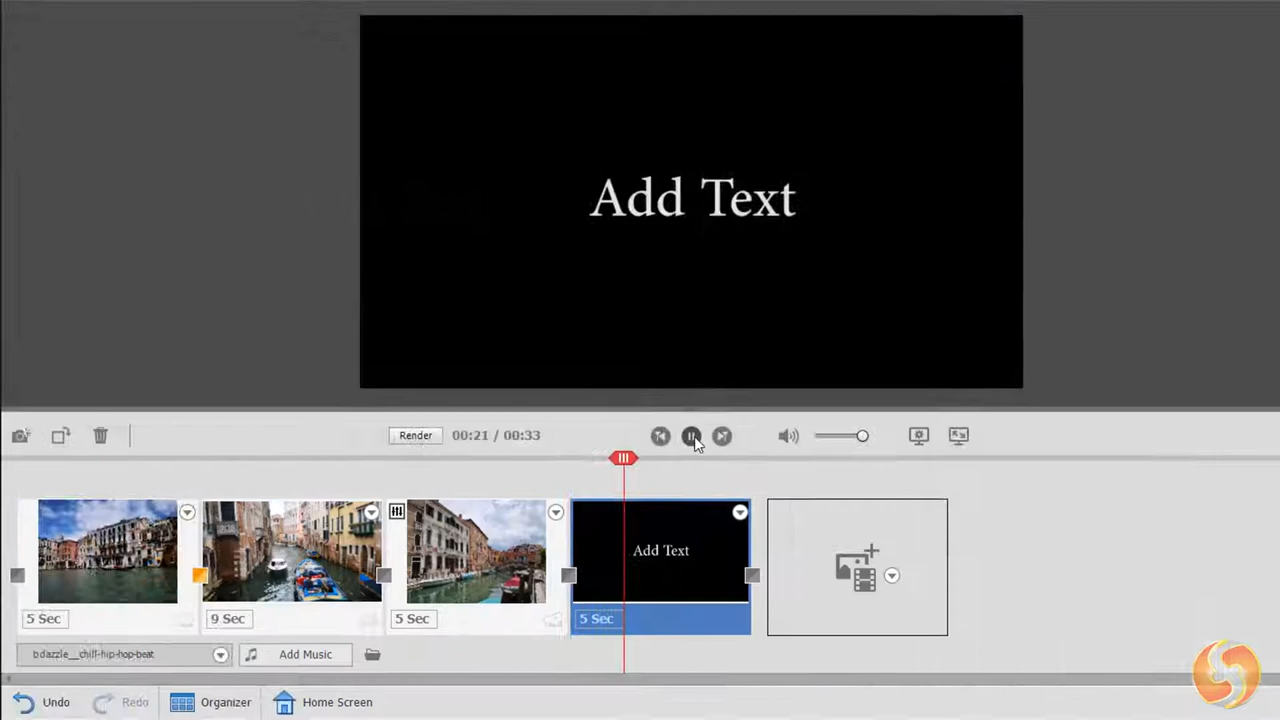 Add Text
Render 00:21 / 00:33
Add Text
5 Sec 9 Sec 5 Sec 5 Sec
bdazzle__chill-hip-hop-beat Add Music
Undo Redo Organizer Home Screen